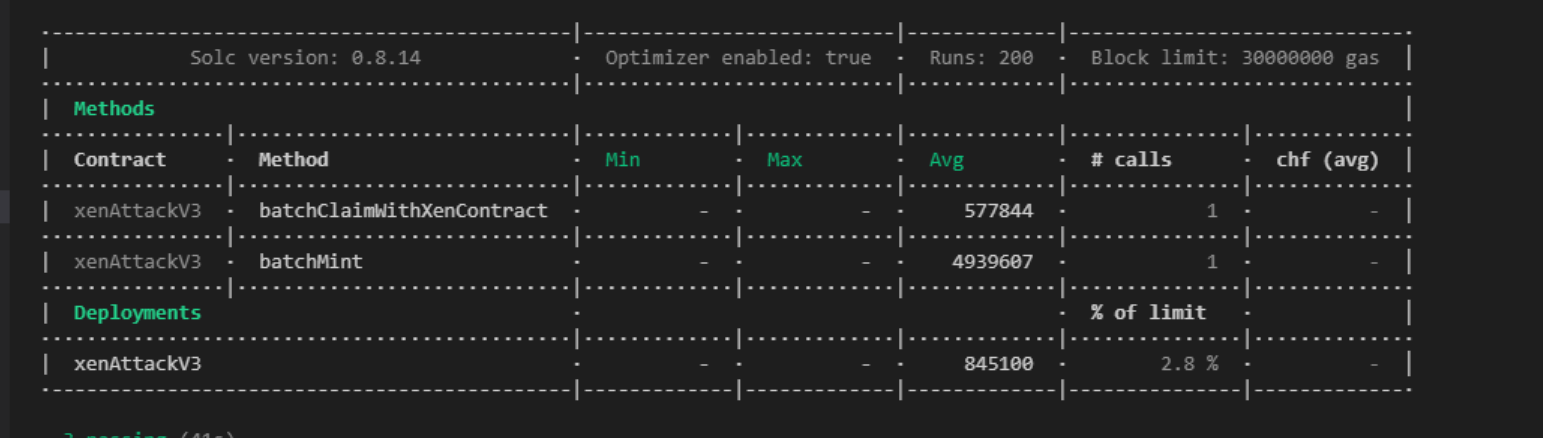 Solc version: 0.8.14 · Optimizer enabled: true · Runs: 200 · Block limit: 30000000 gas
Methods
Contract · Method · Min · Max · Avg · # calls · chf (avg)
xenAttackV3 · batchClaimWithXenContract · - · - · 577844 · 1 · -
xenAttackV3 · batchMint · - · - · 4939607 · 1 · -
Deployments · · % of limit ·
xenAttackV3 · - · - · 845100 · 2.8 % · -
3 passing (41s)